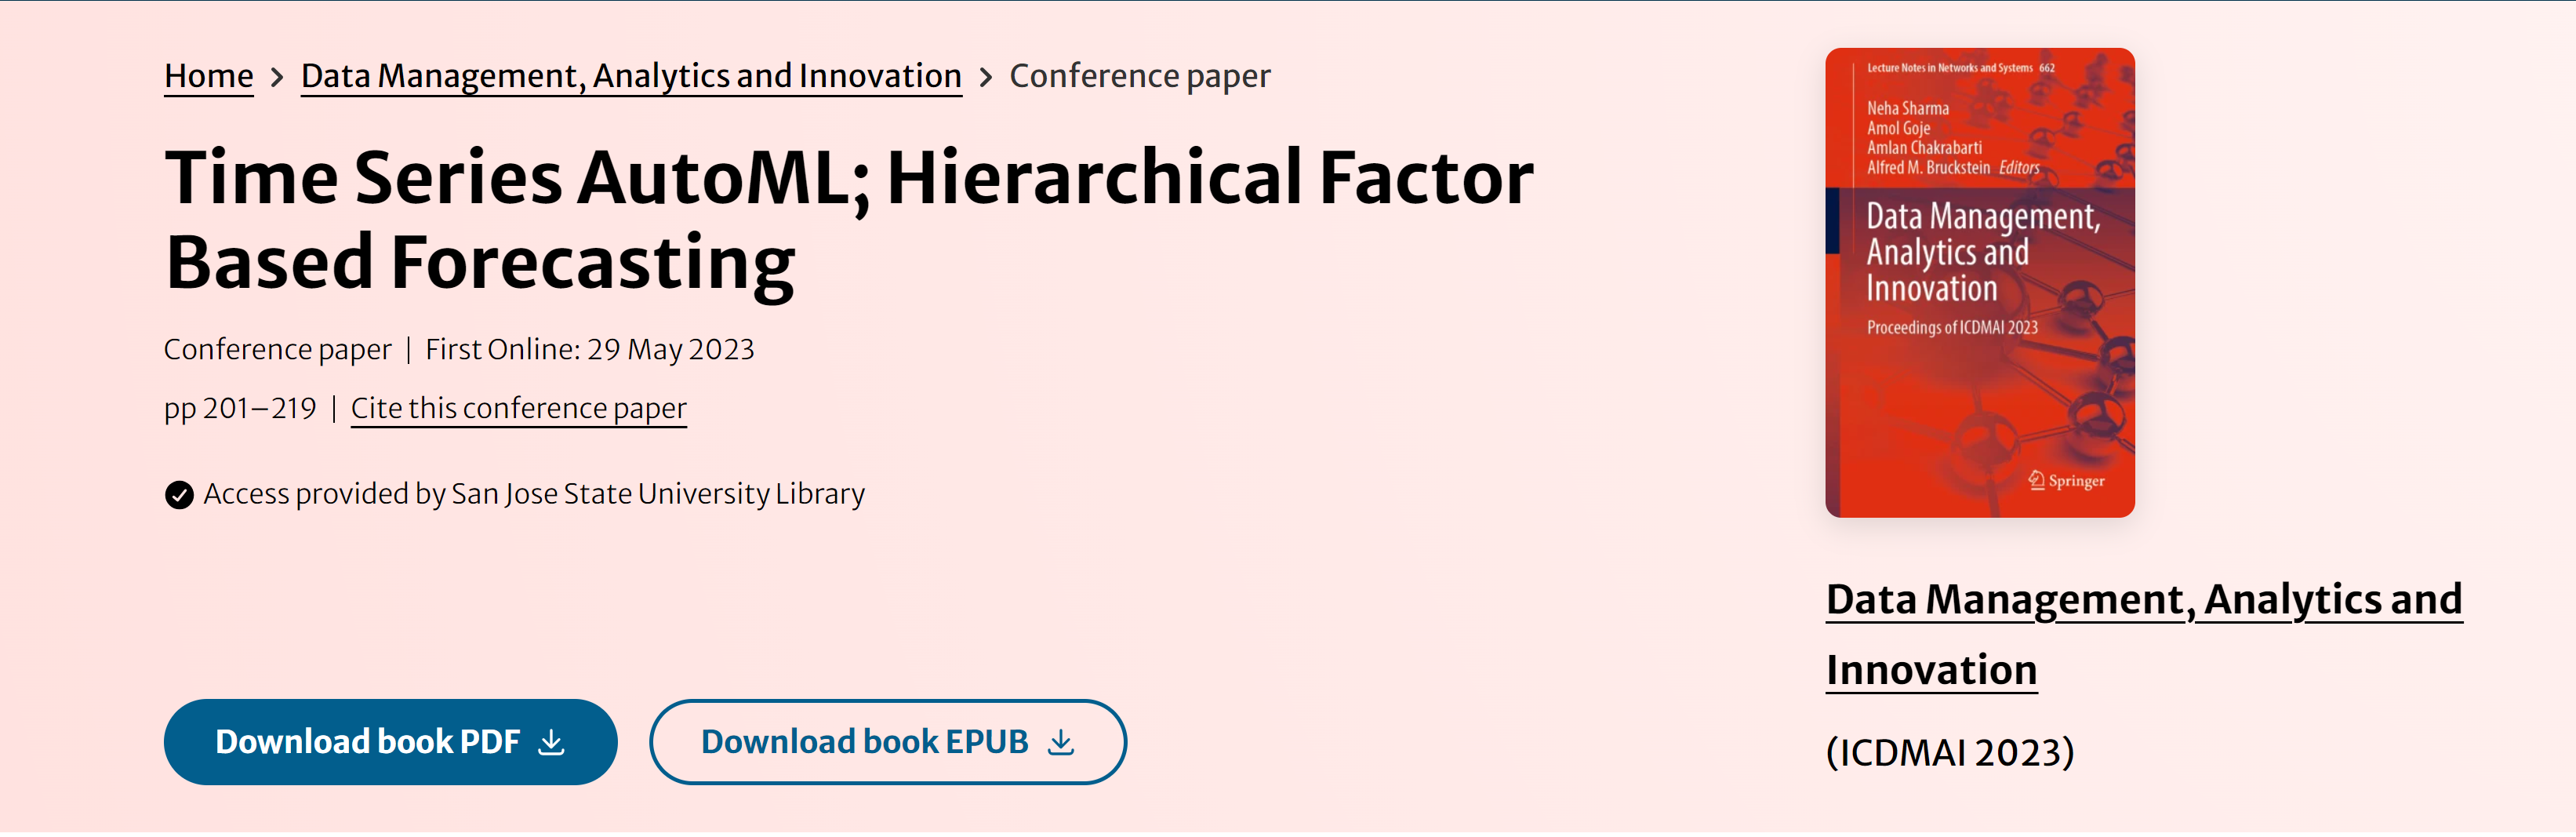 Home > Data Management, Analytics and Innovation > Conference paper
Time Series AutoML; Hierarchical Factor
Based Forecasting
Conference paper | First Online: 29 May 2023
pp 201–219 | Cite this conference paper
Access provided by San Jose State University Library
Download book PDF
Download book EPUB
Lecture Notes in Networks and Systems 662
Neha Sharma
Amol Goje
Amlan Chakrabarti
Alfred M. Bruckstein Editors
Data Management,
Analytics and
Innovation
Proceedings of ICDMAI 2023
Springer
Data Management, Analytics and
Innovation
(ICDMAI 2023)